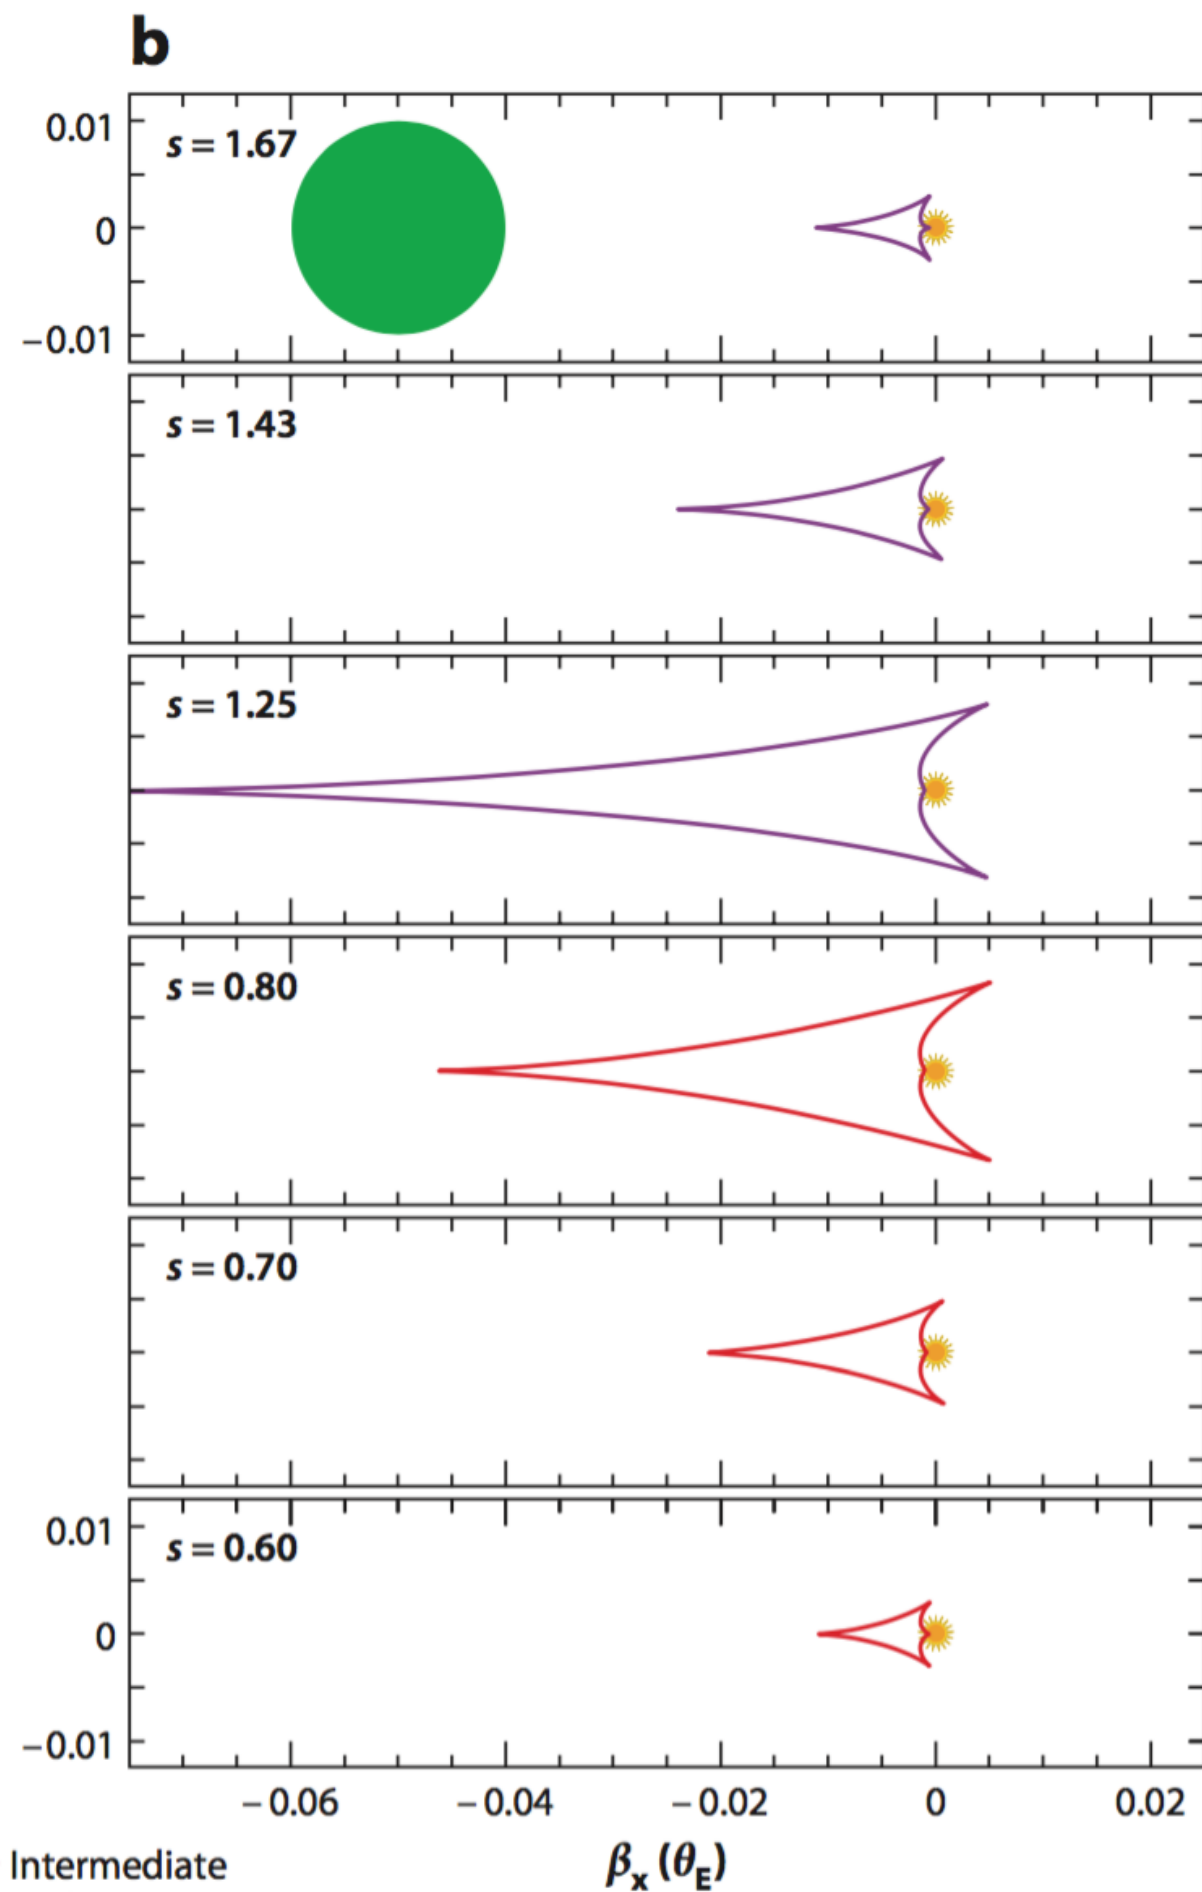 b
s = 1.67
0.01
0
−0.01
s = 1.43
s = 1.25
s = 0.80
s = 0.70
s = 0.60
0.01
0
−0.01
−0.06 −0.04 −0.02 0 0.02
Intermediate βx (θE)